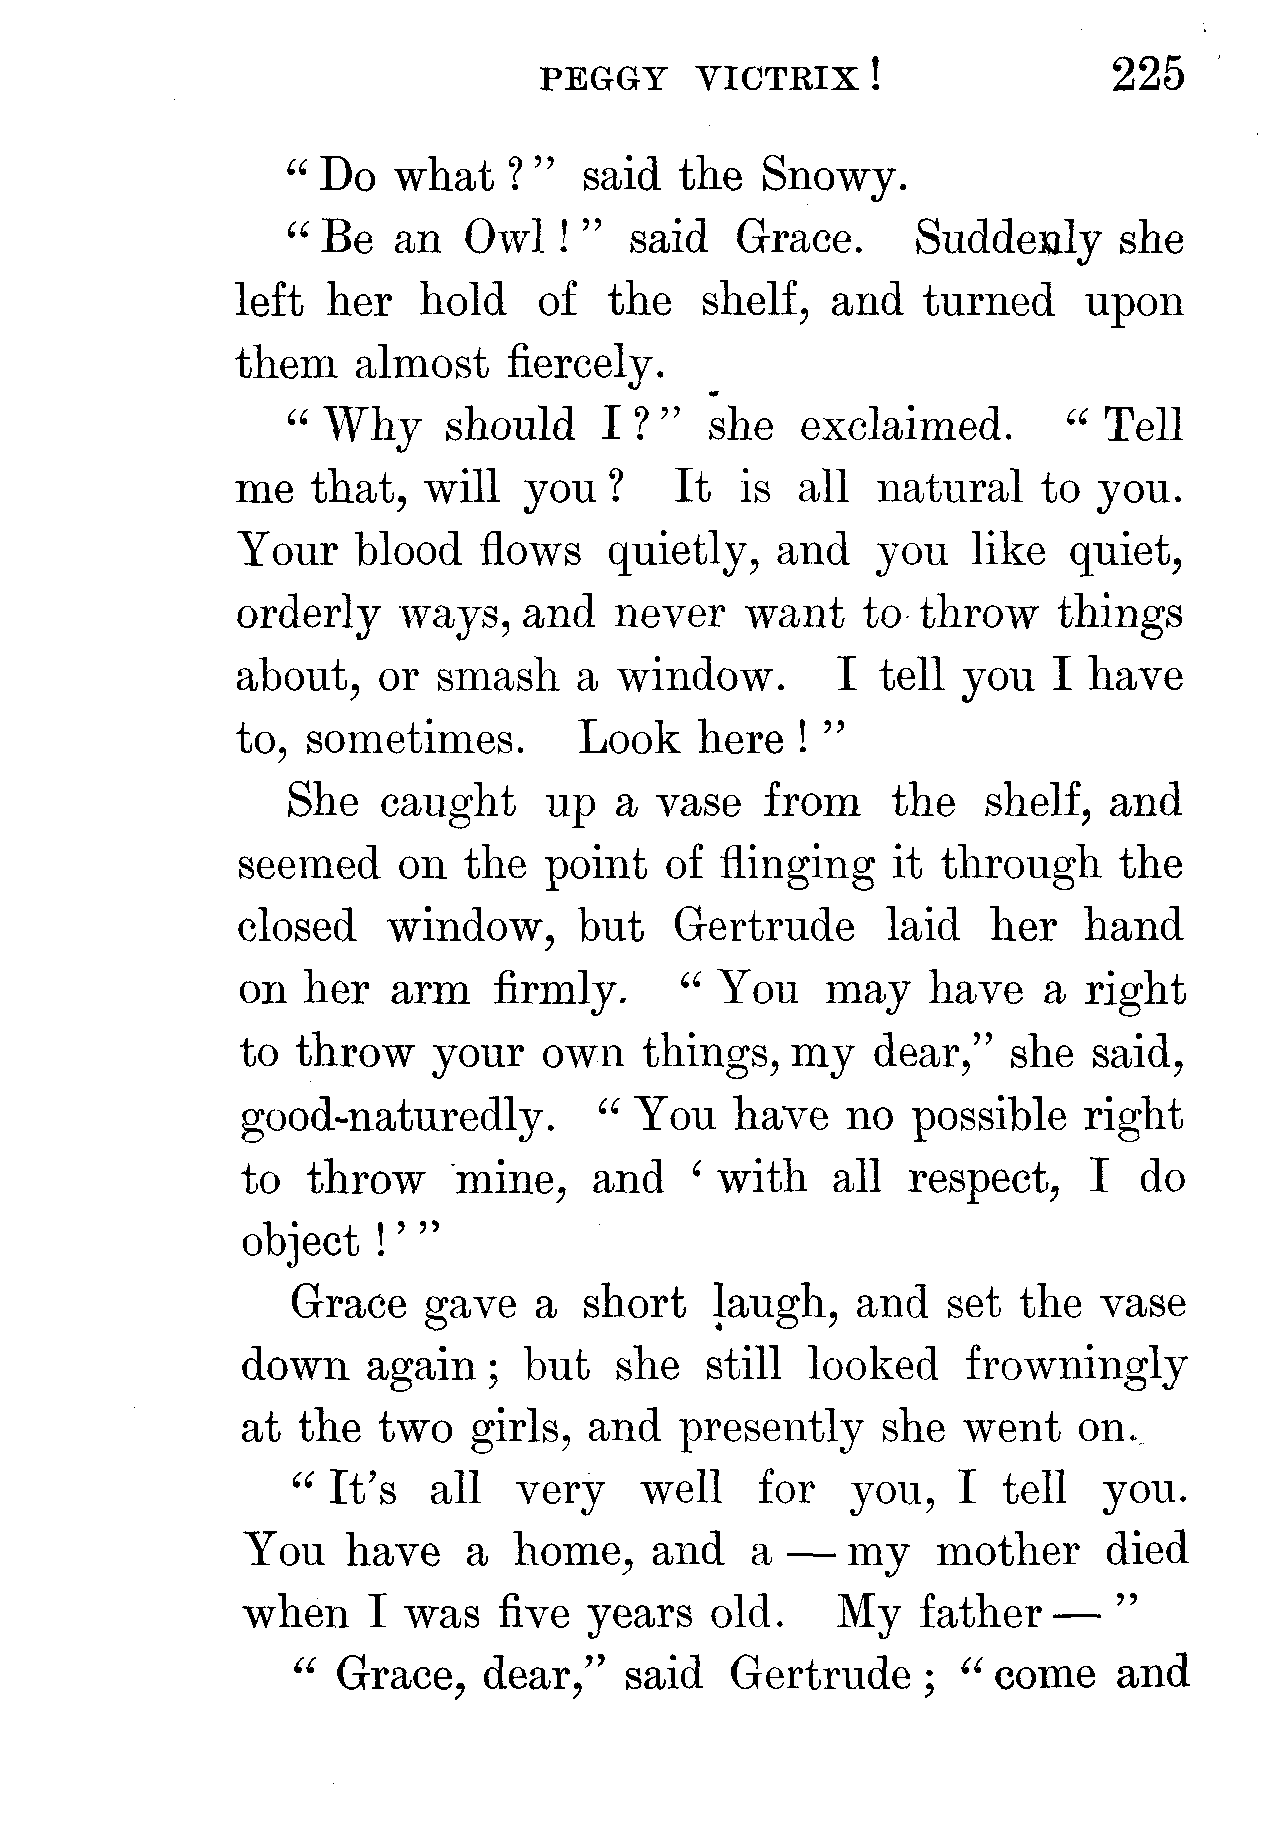 PEGGY VICTRIX! 225
"Do what?" said the Snowy.
"Be an Owl!" said Grace. Suddenly she
left her hold of the shelf, and turned upon
them almost fiercely.
"Why should I?" she exclaimed. "Tell
me that, will you? It is all natural to you.
Your blood flows quietly, and you like quiet,
orderly ways, and never want to throw things
about, or smash a window. I tell you I have
to, sometimes. Look here!"
She caught up a vase from the shelf, and
seemed on the point of flinging it through the
closed window, but Gertrude laid her hand
on her arm firmly. "You may have a right
to throw your own things, my dear," she said,
good-naturedly. "You have no possible right
to throw mine, and 'with all respect, I do
object!'"
Grace gave a short laugh, and set the vase
down again; but she still looked frowningly
at the two girls, and presently she went on.
"It's all very well for you, I tell you.
You have a home, and a — my mother died
when I was five years old. My father — "
"Grace, dear," said Gertrude; "come and